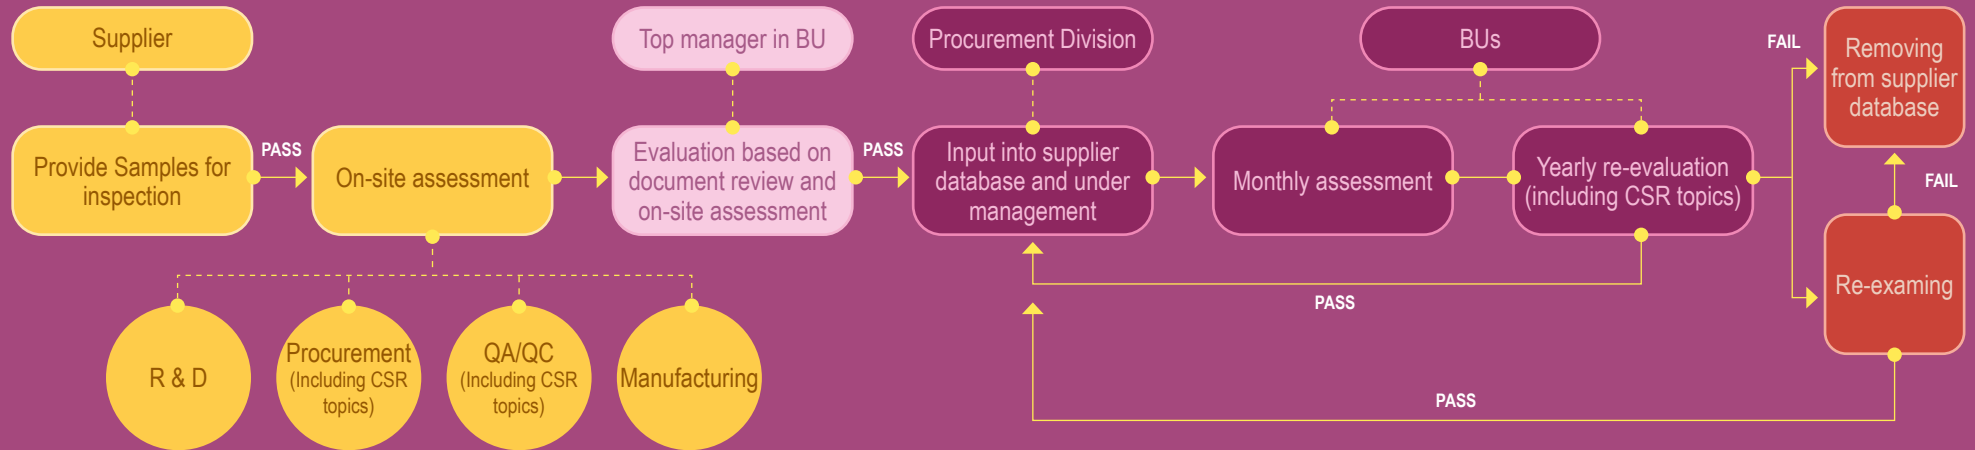 Supplier
Top manager in BU
Procurement Division
BUs
FAIL
Removing
from supplier
database
Provide Samples for
inspection
PASS
On-site assessment
Evaluation based on
document review and
on-site assessment
PASS
Input into supplier
database and under
management
Monthly assessment
Yearly re-evaluation
(including CSR topics)
FAIL
Re-examing
PASS
PASS
R & D
Procurement
(Including CSR
topics)
QA/QC
(Including CSR
topics)
Manufacturing